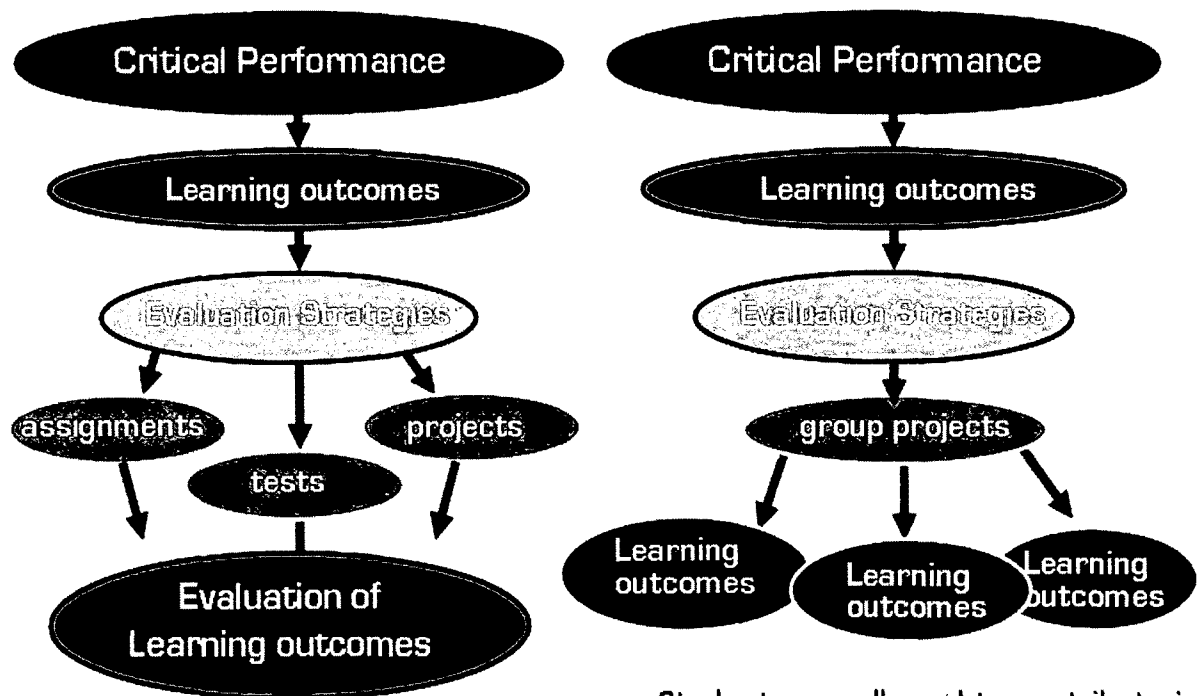 Critical Performance
Learning outcomes
Evaluation Strategies
assignments
projects
tests
Evaluation of
Learning outcomes
Critical Performance
Learning outcomes
Evaluation Strategies
group projects
Learning
outcomes
Learning
outcomes
Learning
outcomes